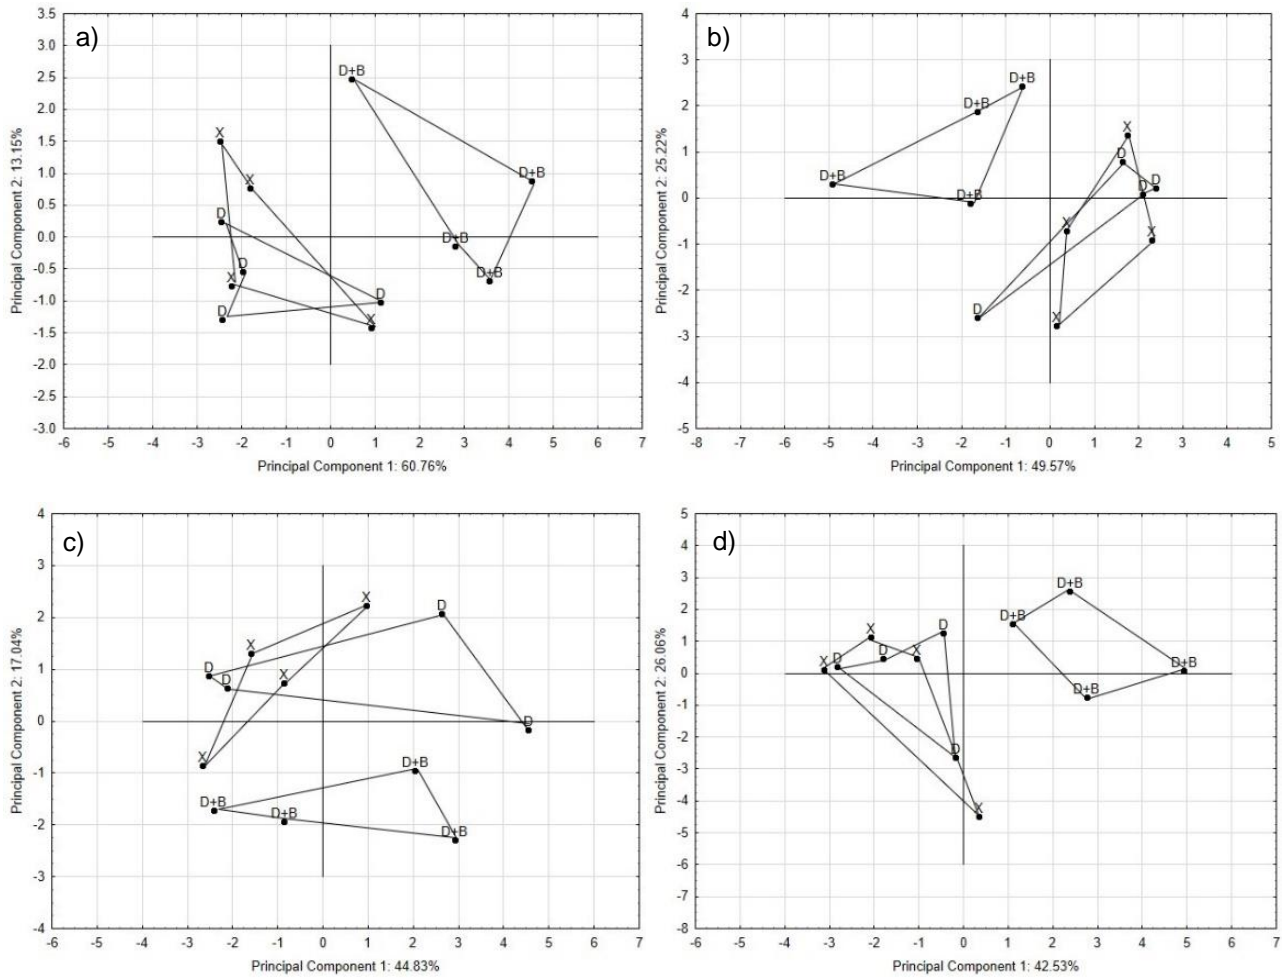 a)
3.5
3.0
2.5
2.0
1.5
1.0
0.5
0.0
-0.5
-1.0
-1.5
-2.0
-2.5
-3.0
Principal Component 2: 13.15%
D+B
D+B
D+B
D+B
X
X
D
D
X
D
D
X
-6 -5 -4 -3 -2 -1 0 1 2 3 4 5 6 7
Principal Component 1: 60.76%
b)
4
3
2
1
0
-1
-2
-3
-4
-5
Principal Component 2: 25.22%
D+B
D+B
D+B
D+B
X
D
D
D
X
X
D
X
-8 -7 -6 -5 -4 -3 -2 -1 0 1 2 3 4 5
Principal Component 1: 49.57%
c)
4
3
2
1
0
-1
-2
-3
-4
Principal Component 2: 17.04%
X
D
X
D
X
D
D
X
D+B
D+B
D+B
D+B
-6 -5 -4 -3 -2 -1 0 1 2 3 4 5 6 7
Principal Component 1: 44.83%
d)
5
4
3
2
1
0
-1
-2
-3
-4
-5
-6
-7
-8
Principal Component 2: 26.06%
D+B
D+B
D+B
D+B
X
D
D
X
X
D
D
X
-6 -5 -4 -3 -2 -1 0 1 2 3 4 5 6 7
Principal Component 1: 42.53%